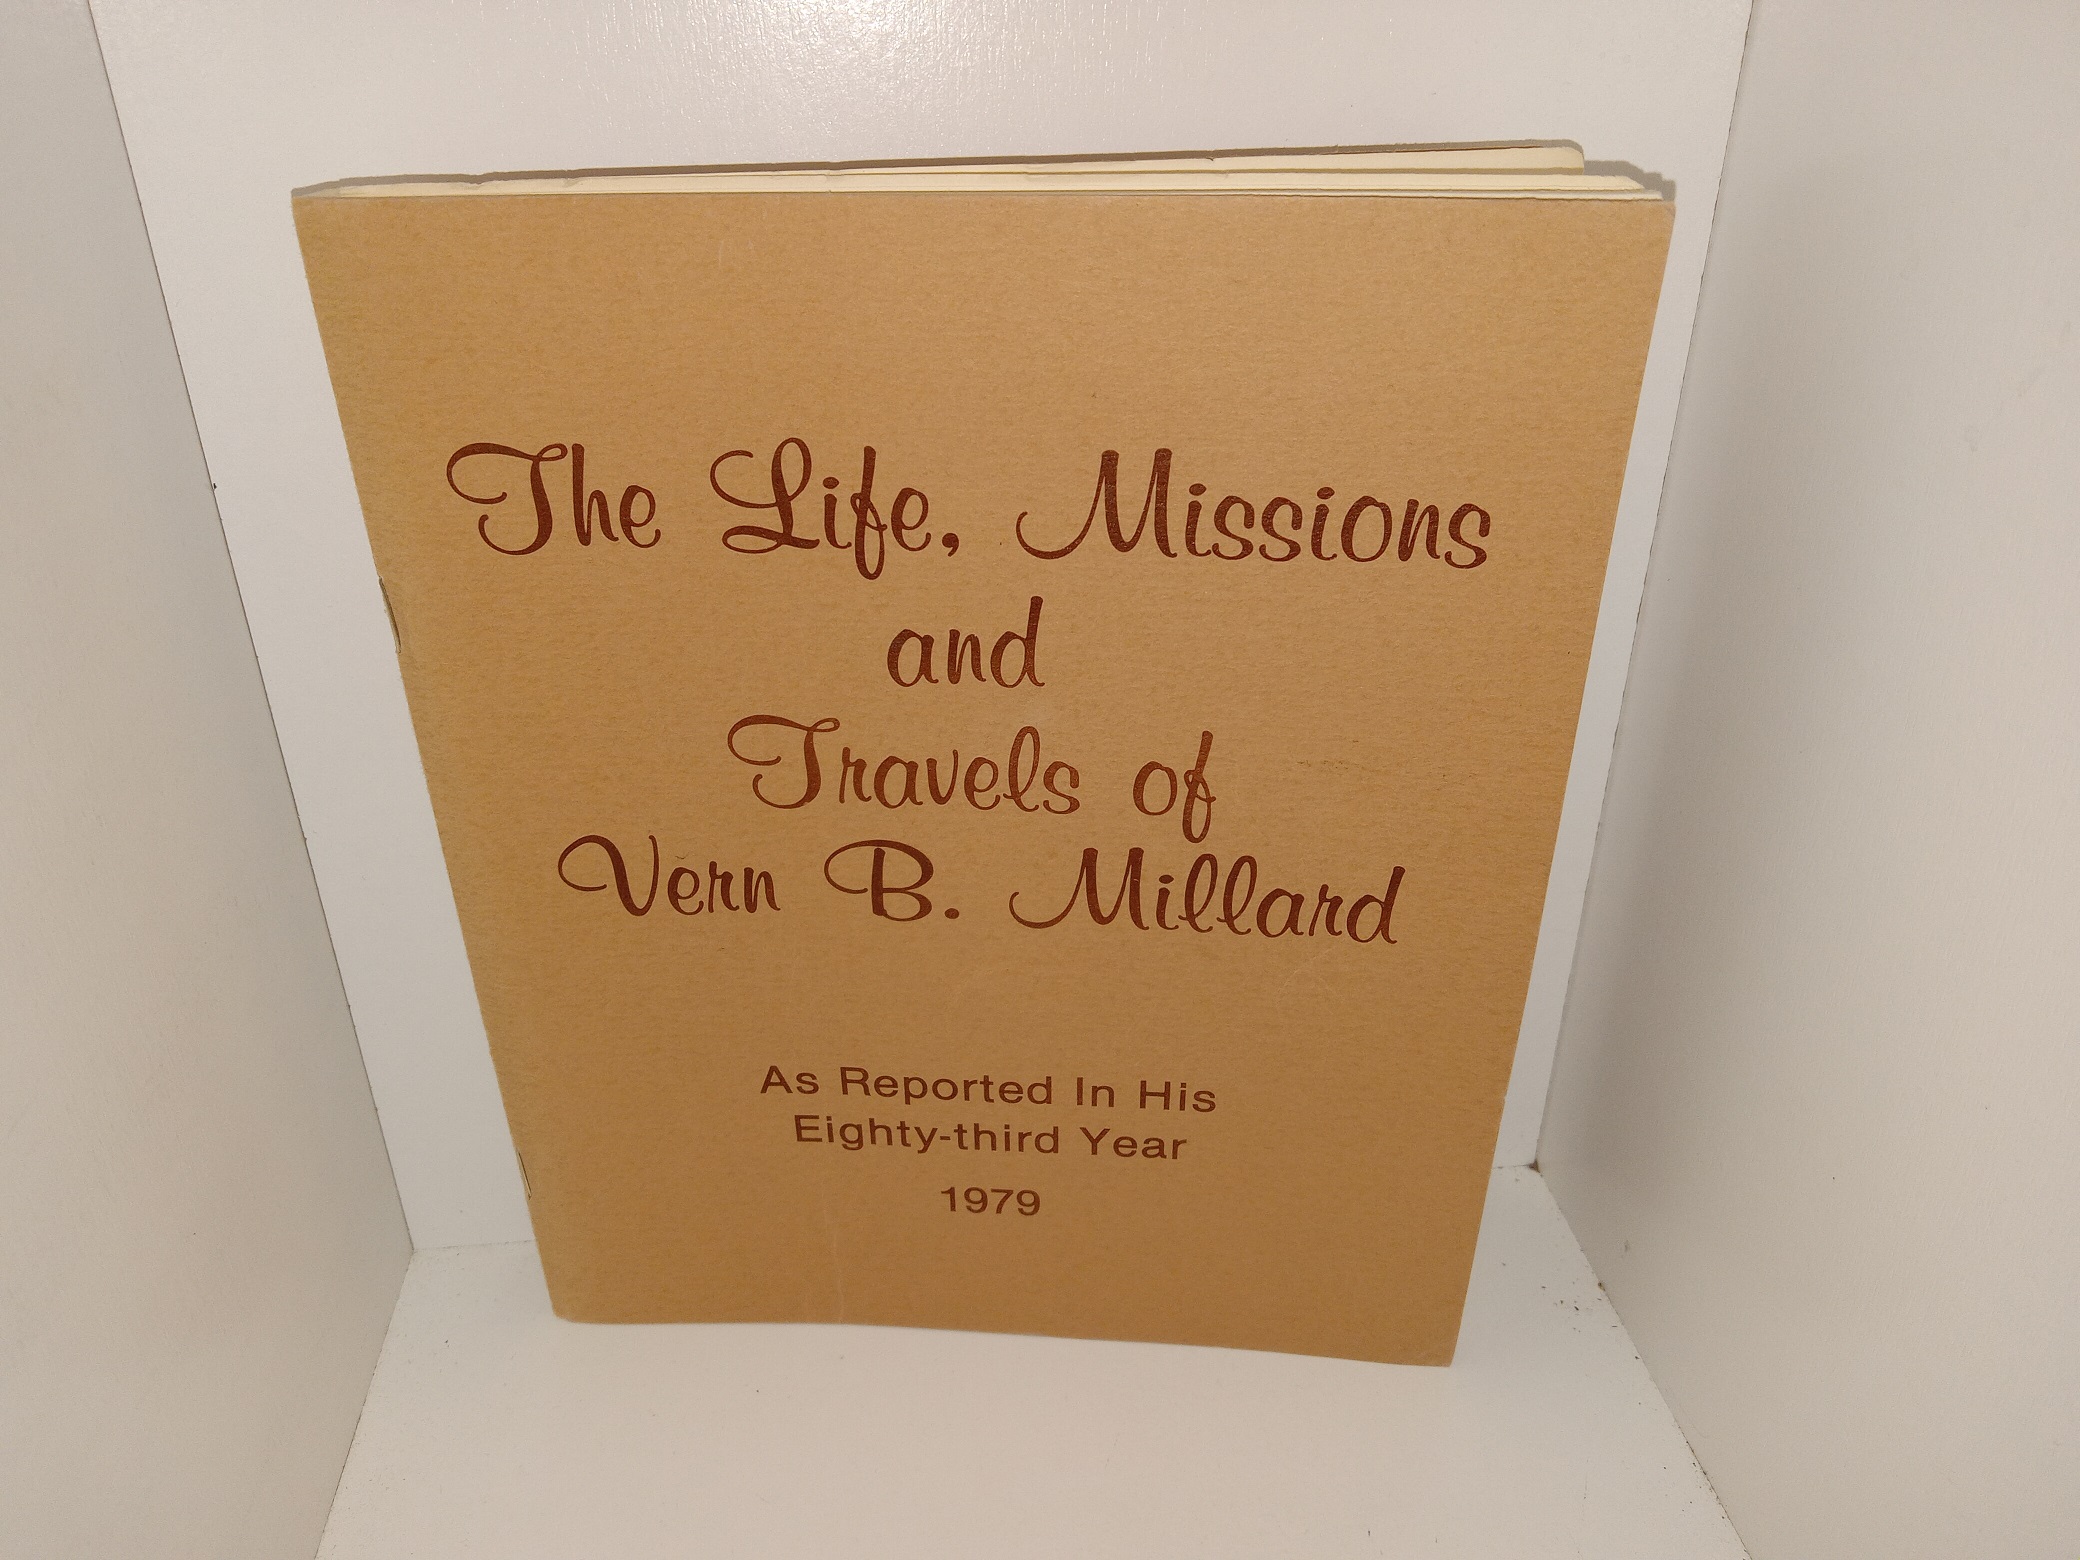 The Life, Missions
and
Travels of
Vern B. Millard
As Reported In His
Eighty-third Year
1979